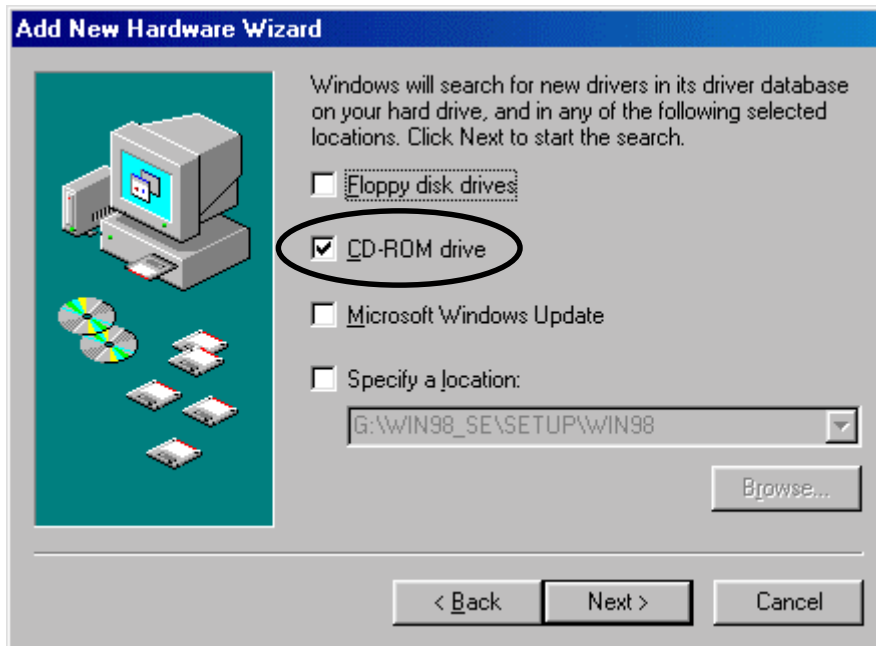 Add New Hardware Wizard
Windows will search for new drivers in its driver database
on your hard drive, and in any of the following selected
locations. Click Next to start the search.
Floppy disk drives
CD-ROM drive
Microsoft Windows Update
Specify a location:
G:\WIN98_SE\SETUP\WIN98
Browse...
< Back Next > Cancel